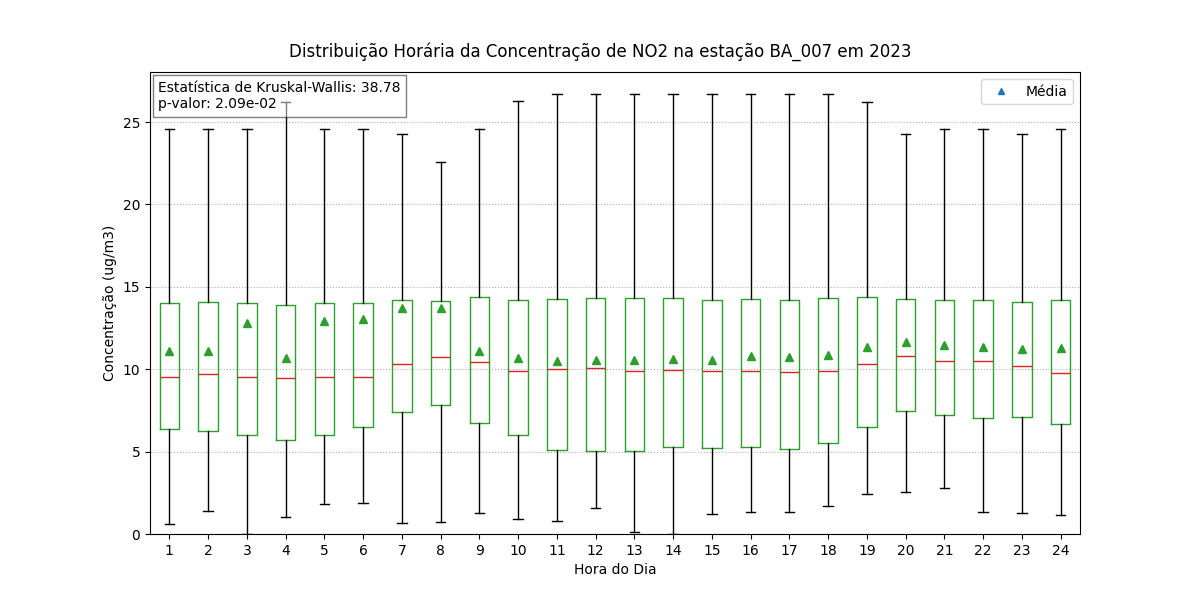 Distribuição Horária da Concentração de NO2 na estação BA_007 em 2023
Estatística de Kruskal-Wallis: 38.78
p-valor: 2.09e-02
Média
25
20
15
10
5
0
Concentração (ug/m3)
1 2 3 4 5 6 7 8 9 10 11 12 13 14 15 16 17 18 19 20 21 22 23 24
Hora do Dia